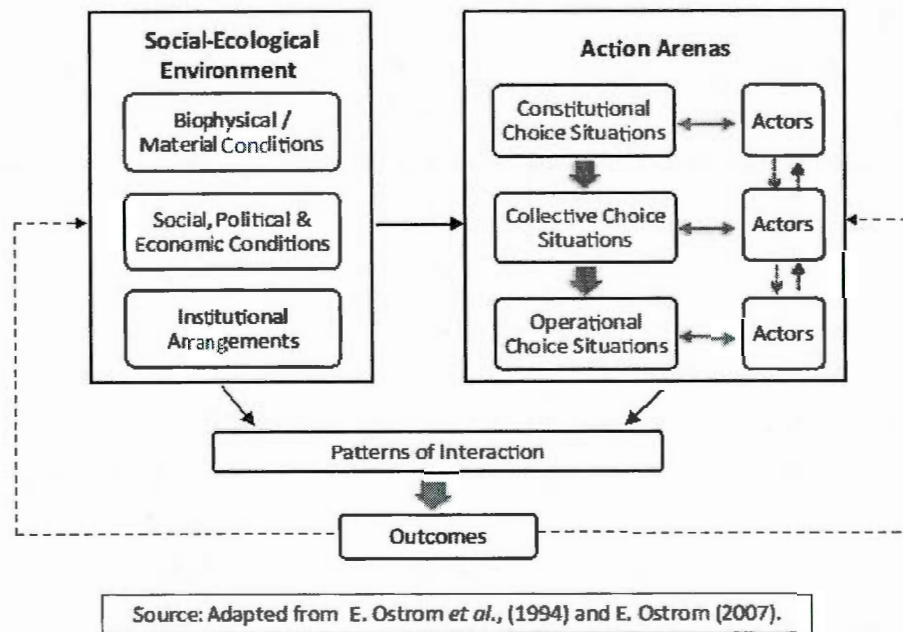 Social-Ecological
Environment
Biophysical /
Material Conditions
Social, Political &
Economic Conditions
Institutional
Arrangements
Action Arenas
Constitutional
Choice Situations
Actors
Collective Choice
Situations
Actors
Operational
Choice Situations
Actors
Patterns of Interaction
Outcomes
Source: Adapted from E. Ostrom et al., (1994) and E. Ostrom (2007).